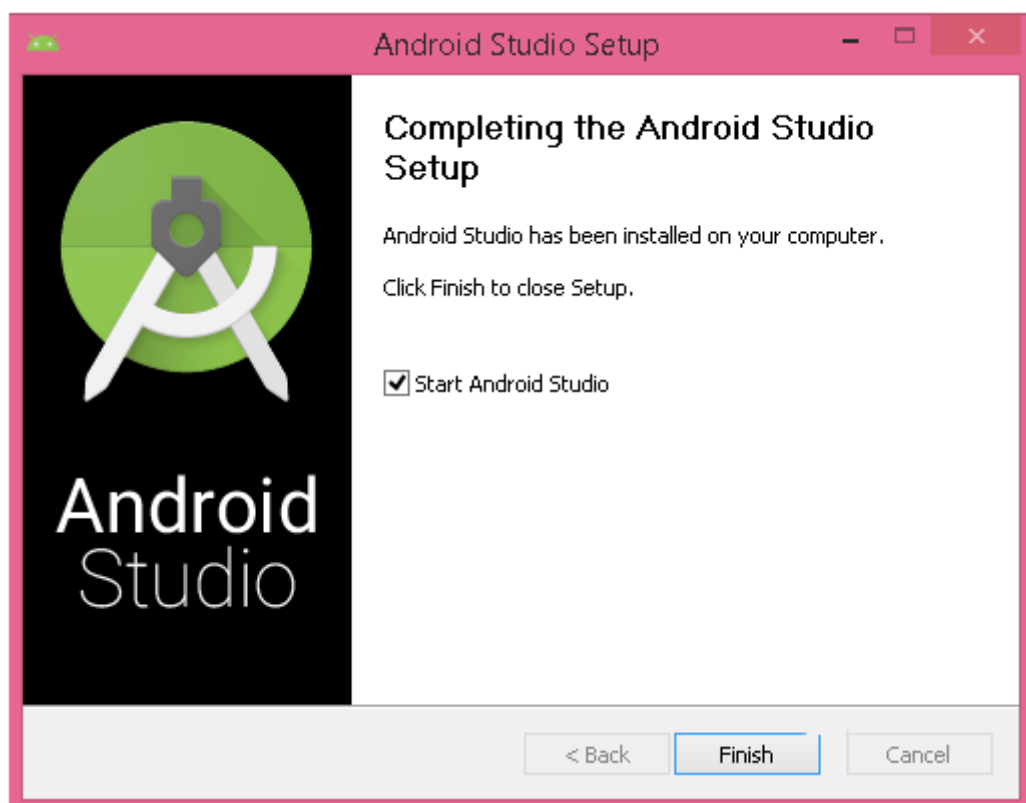 Android Studio Setup
Completing the Android Studio
Setup
Android Studio has been installed on your computer.
Click Finish to close Setup.
Start Android Studio
Android
Studio
< Back
Finish
Cancel